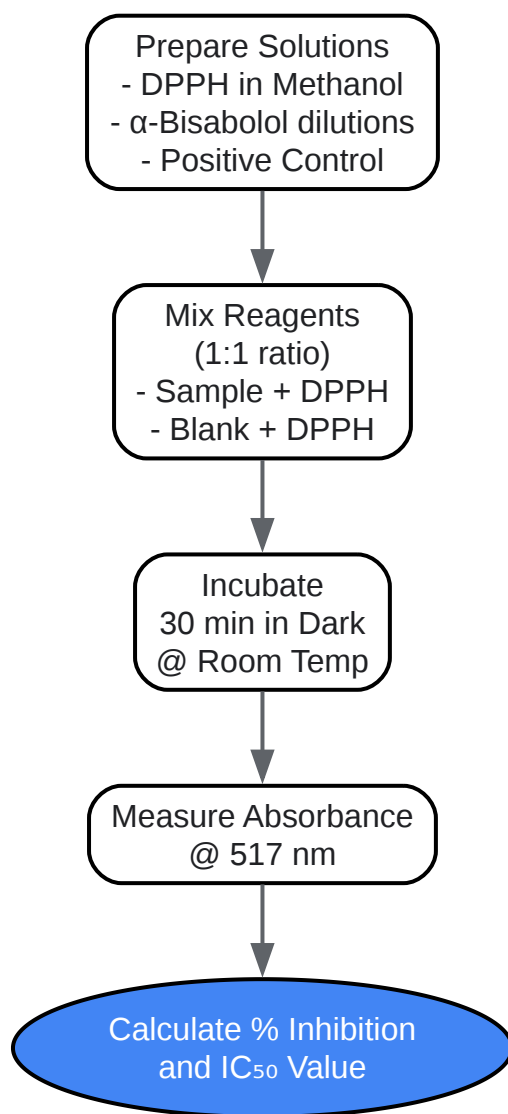 Prepare Solutions
- DPPH in Methanol
- α-Bisabolol dilutions
- Positive Control
Mix Reagents
(1:1 ratio)
- Sample + DPPH
- Blank + DPPH
Incubate
30 min in Dark
@ Room Temp
Measure Absorbance
@ 517 nm
Calculate % Inhibition
and IC₅₀ Value